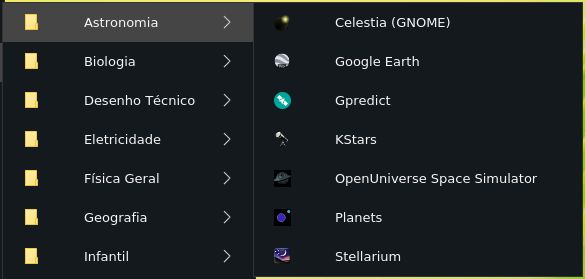 Astronomia
Biologia
Desenho Técnico
Eletricidade
Física Geral
Geografia
Infantil
Celestia (GNOME)
Google Earth
Gpredict
KStars
OpenUniverse Space Simulator
Planets
Stellarium